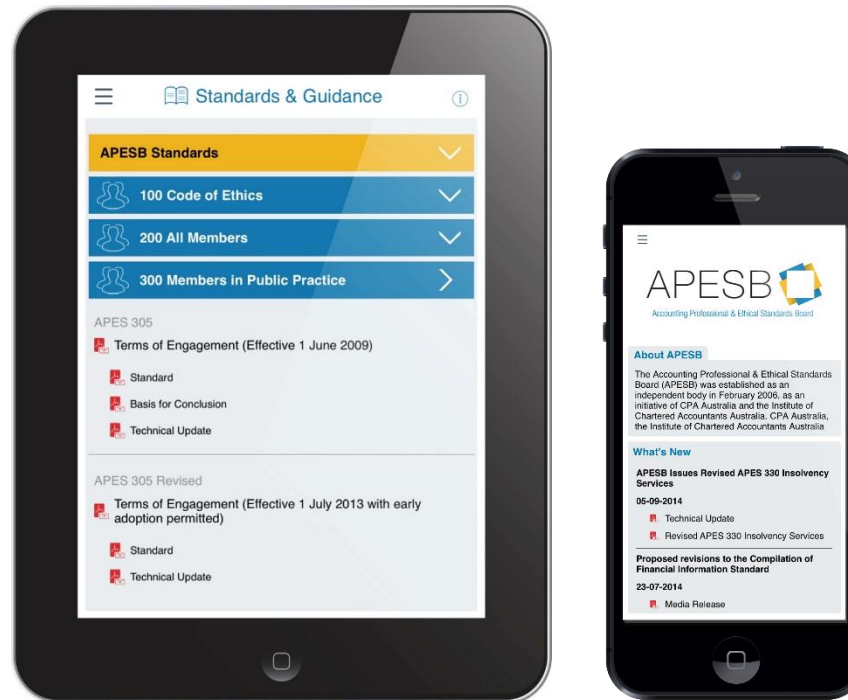 Standards & Guidance
APESB Standards
100 Code of Ethics
200 All Members
300 Members in Public Practice
APES 305
Terms of Engagement (Effective 1 June 2009)
Standard
Basis for Conclusion
Technical Update
APES 305 Revised
Terms of Engagement (Effective 1 July 2013 with early
adoption permitted)
Standard
Technical Update
APESB
Accounting Professional & Ethical Standards Board
About APESB
The Accounting Professional & Ethical Standards
Board (APESB) was established as an
independent body in February 2006, as an
initiative of CPA Australia and the Institute of
Chartered Accountants Australia. CPA Australia,
the Institute of Chartered Accountants Australia
What's New
APESB Issues Revised APES 330 Insolvency
Services
05-09-2014
Technical Update
Revised APES 330 Insolvency Services
Proposed revisions to the Compilation of
Financial Information Standard
23-07-2014
Media Release